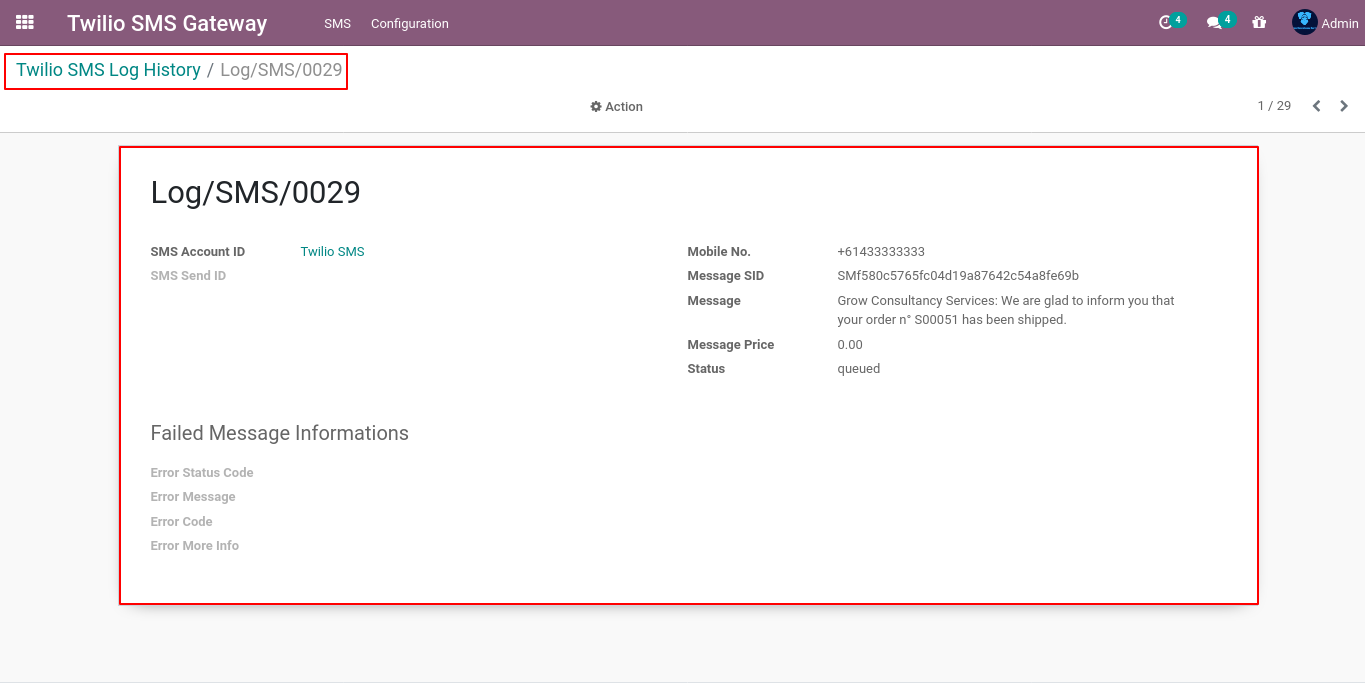 Twilio SMS Gateway SMS Configuration 4 4 Admin
Twilio SMS Log History / Log/SMS/0029
Action 1 / 29
Log/SMS/0029
SMS Account ID Twilio SMS
SMS Send ID
Mobile No. +61433333333
Message SID SMf580c5765fc04d19a87642c54a8fe69b
Message Grow Consultancy Services: We are glad to inform you that
your order n° S00051 has been shipped.
Message Price 0.00
Status queued
Failed Message Informations
Error Status Code
Error Message
Error Code
Error More Info